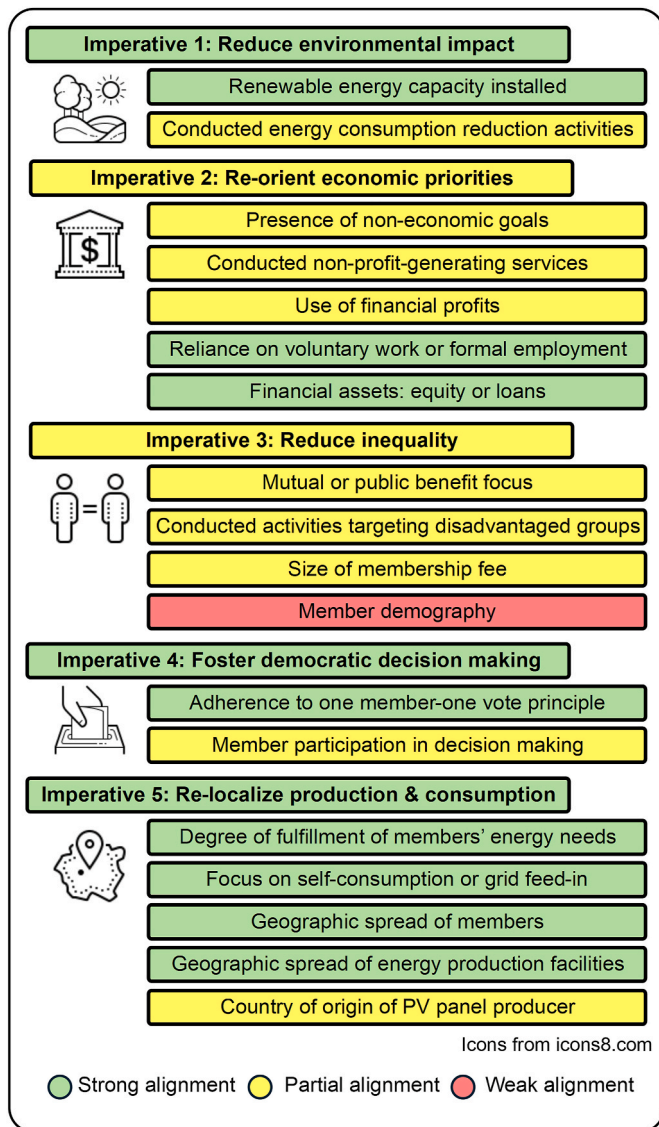 Imperative 1: Reduce environmental impact
Renewable energy capacity installed
Conducted energy consumption reduction activities
Imperative 2: Re-orient economic priorities
$
Presence of non-economic goals
Conducted non-profit-generating services
Use of financial profits
Reliance on voluntary work or formal employment
Financial assets: equity or loans
Imperative 3: Reduce inequality
=
Mutual or public benefit focus
Conducted activities targeting disadvantaged groups
Size of membership fee
Member demography
Imperative 4: Foster democratic decision making
Adherence to one member-one vote principle
Member participation in decision making
Imperative 5: Re-localize production & consumption
Degree of fulfillment of members’ energy needs
Focus on self-consumption or grid feed-in
Geographic spread of members
Geographic spread of energy production facilities
Country of origin of PV panel producer
Icons from icons8.com
Strong alignment Partial alignment Weak alignment